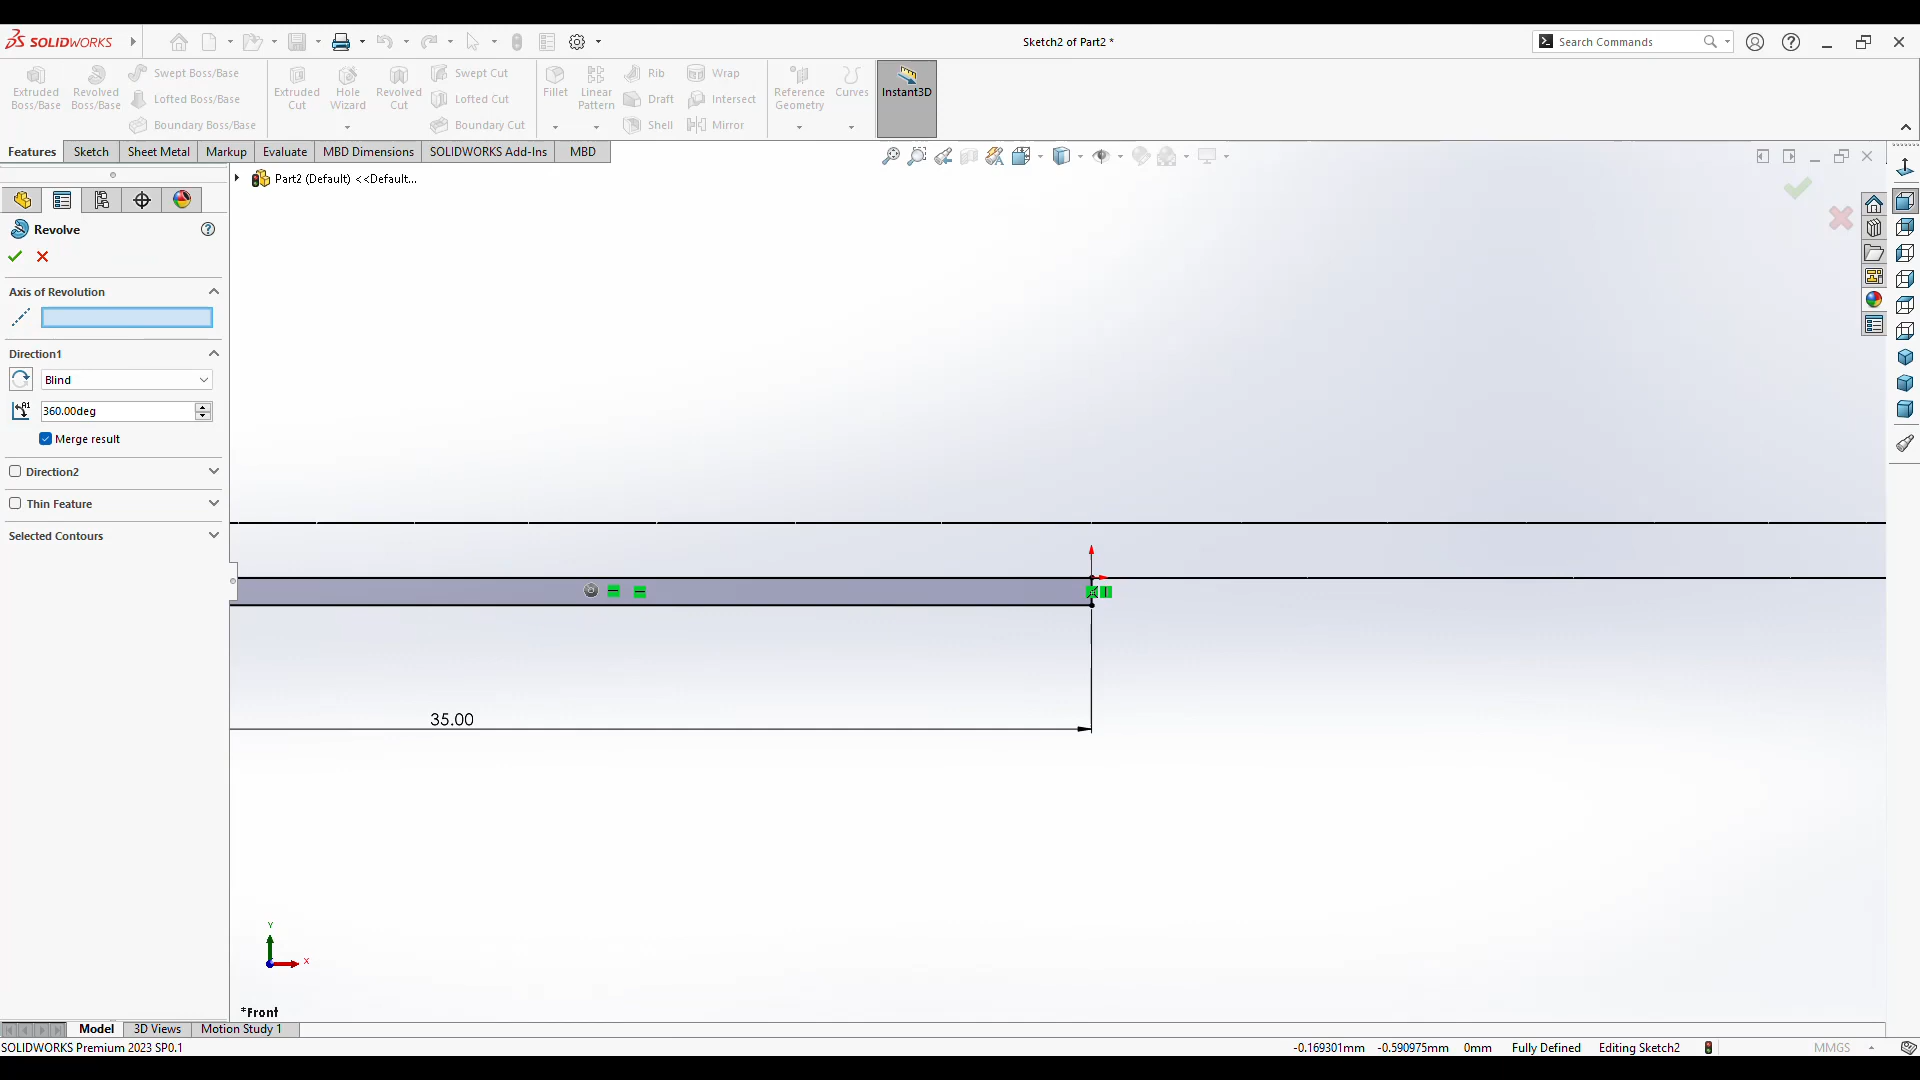 SOLIDWORKS
Sketch2 of Part2 *
Search Commands
Extruded Boss/Base
Revolved Boss/Base
Swept Boss/Base
Lofted Boss/Base
Boundary Boss/Base
Extruded Cut
Hole Wizard
Revolved Cut
Swept Cut
Lofted Cut
Boundary Cut
Fillet
Linear Pattern
Rib
Draft
Shell
Wrap
Intersect
Mirror
Reference Geometry
Curves
Instant3D
Features
Sketch
Sheet Metal
Markup
Evaluate
MBD Dimensions
SOLIDWORKS Add-Ins
MBD
Part2 (Default) <<Default...
Revolve
Axis of Revolution
Direction1
Blind
A1
360.00deg
Merge result
Direction2
Thin Feature
Selected Contours
35.00
Y
X
*Front
Model
3D Views
Motion Study 1
SOLIDWORKS Premium 2023 SP0.1
-0.169301mm
-0.590975mm
0mm
Fully Defined
Editing Sketch2
MMGS